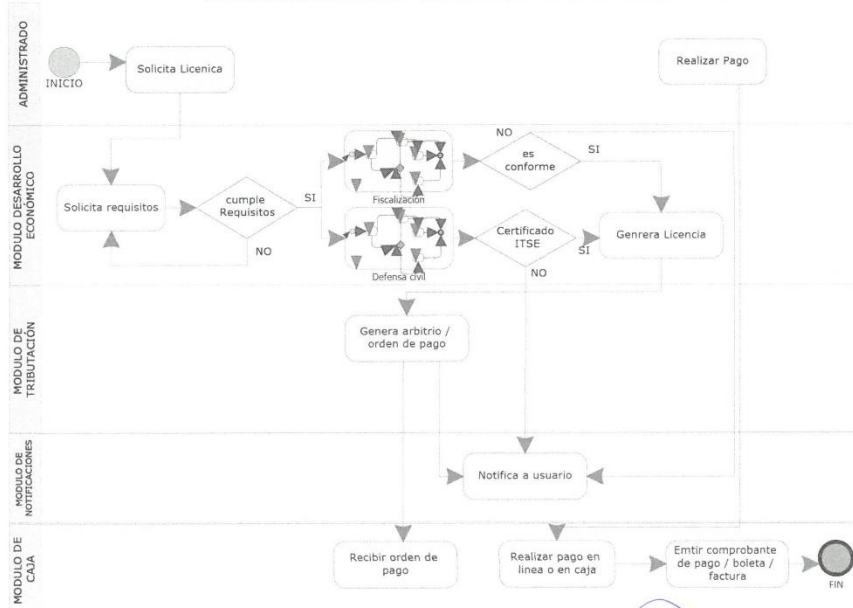 ADMINISTRADO
INICIO
Solicita Licenica
Realizar Pago
MODULO DESARROLLO
ECONÓMICO
Solicita requisitos
cumple
Requisitos
SI
NO
Fiscalización
Defensa civil
NO
es
conforme
SI
Certificado
ITSE
SI
NO
Genrera Licencia
MODULO DE
TRIBUTACIÓN
Genera arbitrio /
orden de pago
MODULO DE
NOTIFICACIONES
Notifica a usuario
MODULO DE
CAJA
Recibir orden de
pago
Realizar pago en
linea o en caja
Emtir comprobante
de pago / boleta /
factura
FIN